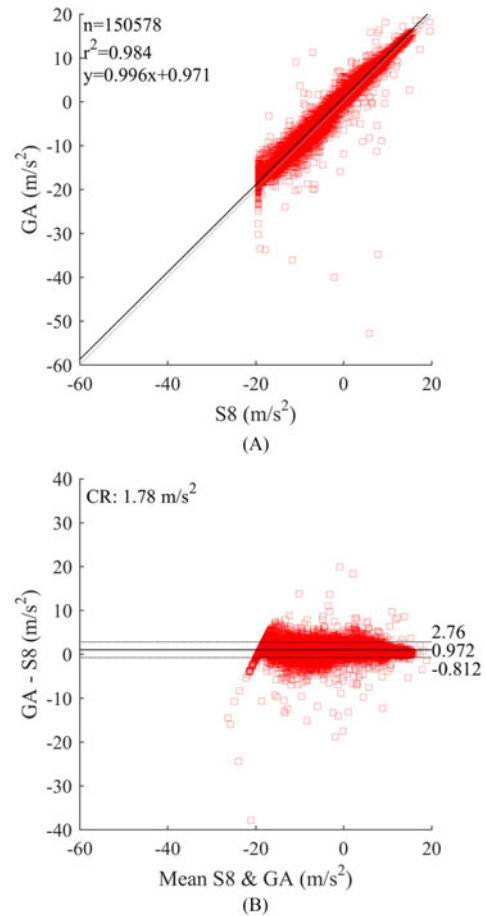 n=150578
r²=0.984
y=0.996x+0.971
20
10
0
-10
-20
-30
-40
-50
-60
GA (m/s²)
-60 -40 -20 0 20
S8 (m/s²)
(A)
CR: 1.78 m/s²
40
30
20
10
0
-10
-20
-30
-40
GA - S8 (m/s²)
2.76
0.972
-0.812
-60 -40 -20 0 20
Mean S8 & GA (m/s²)
(B)